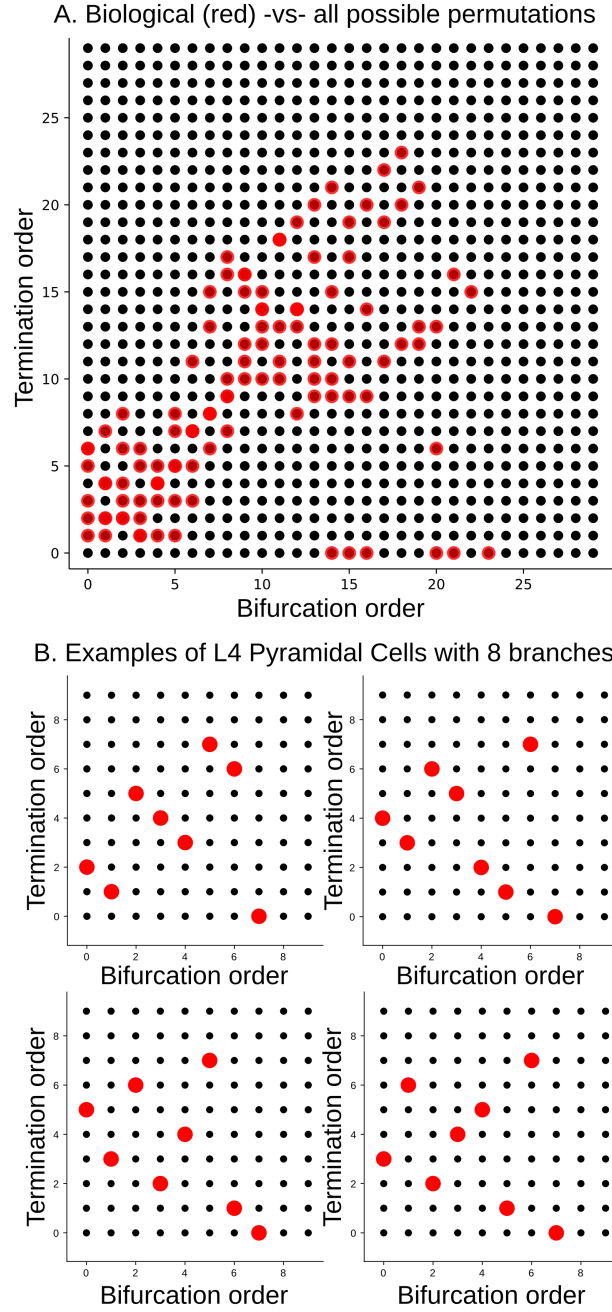 A. Biological (red) -vs- all possible permutations
Termination order
25
20
15
10
5
0
0 5 10 15 20 25
Bifurcation order
B. Examples of L4 Pyramidal Cells with 8 branches
Termination order
8
6
4
2
0
0 2 4 6 8
Bifurcation order
Termination order
8
6
4
2
0
0 2 4 6 8
Bifurcation order
Termination order
8
6
4
2
0
0 2 4 6 8
Bifurcation order
Termination order
8
6
4
2
0
0 2 4 6 8
Bifurcation order